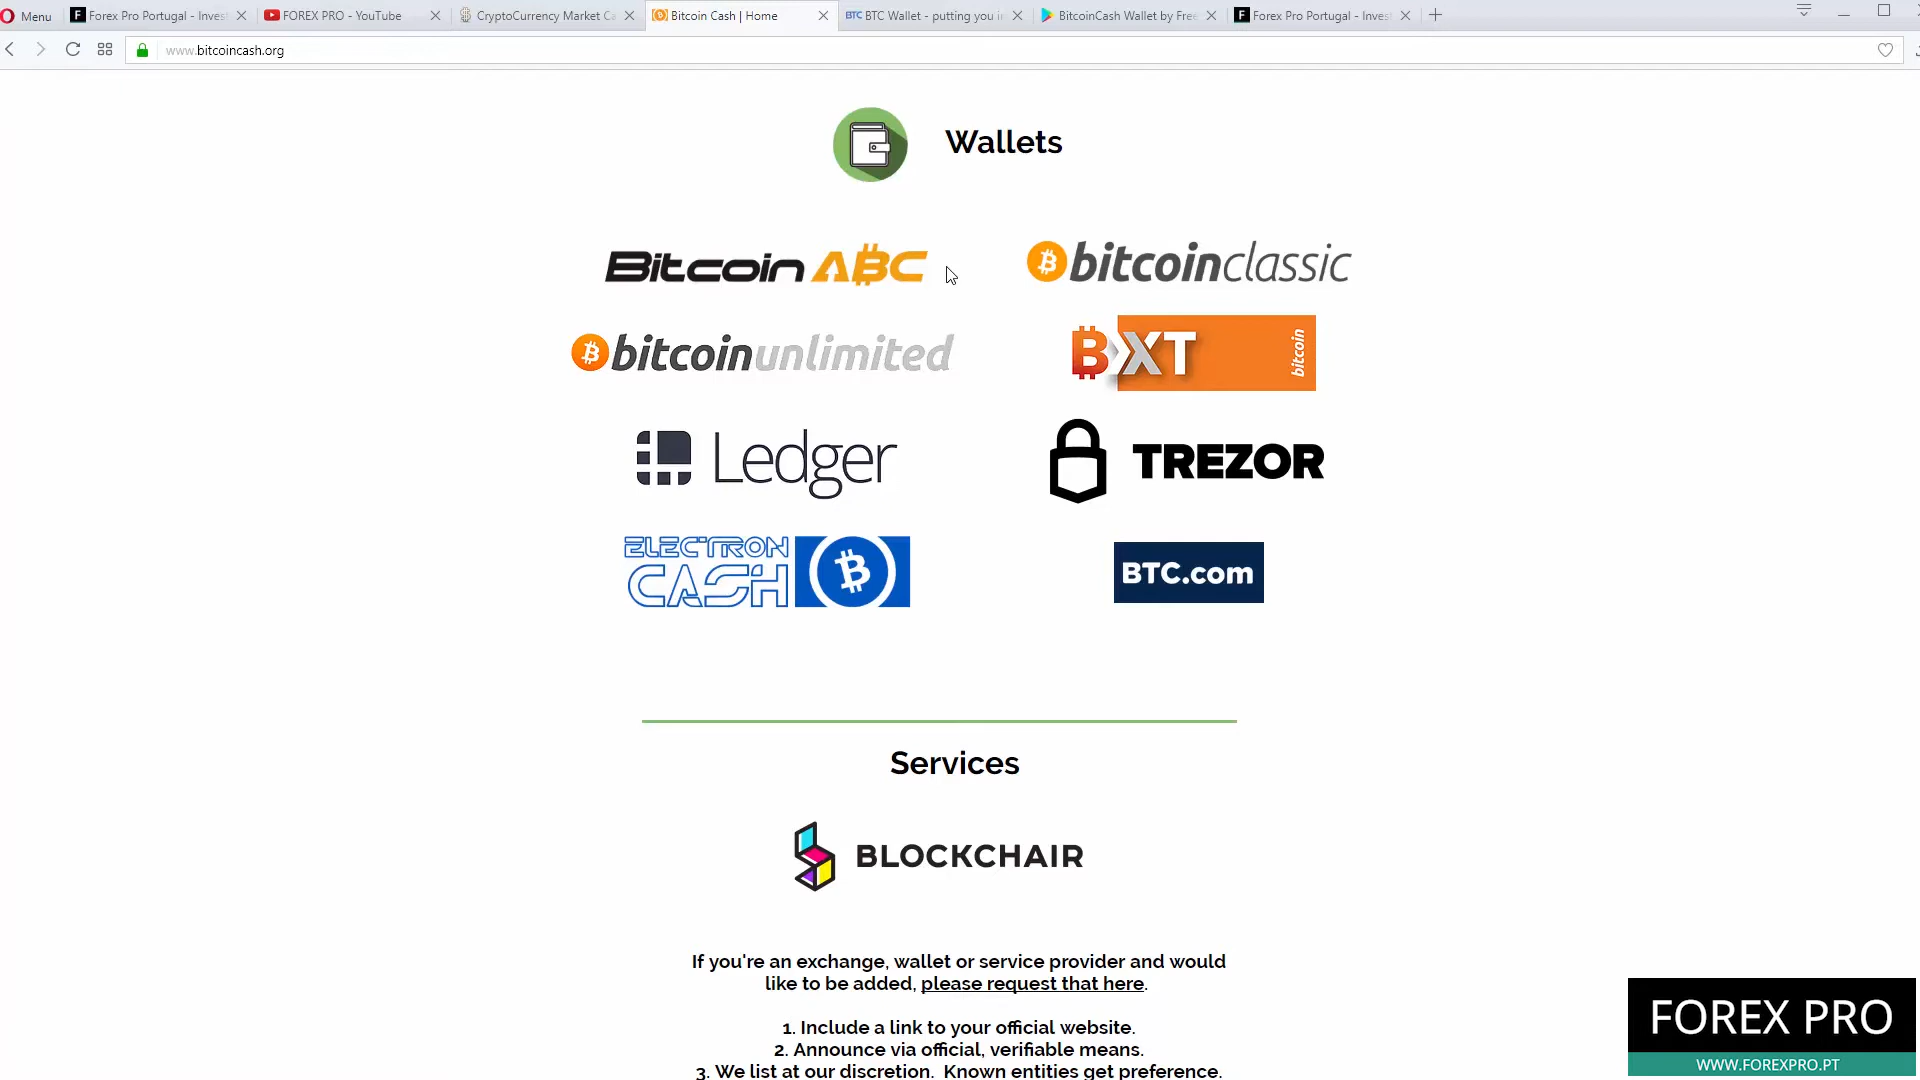 Menu
Forex Pro Portugal - Inves
FOREX PRO - YouTube
CryptoCurrency Market Ca
Bitcoin Cash | Home
BTC BTC Wallet - putting you i
BitcoinCash Wallet by Free
Forex Pro Portugal - Inves
www.bitcoincash.org
Wallets
Bitcoin ABC
bitcoinclassic
bitcoinunlimited
BXT bitcoin
Ledger
TREZOR
ELECTRON
CASH
BTC.com
Services
BLOCKCHAIR
If you're an exchange, wallet or service provider and would
like to be added, please request that here.
1. Include a link to your official website.
2. Announce via official, verifiable means.
3. We list at our discretion. Known entities get preference.
FOREX PRO
WWW.FOREXPRO.PT